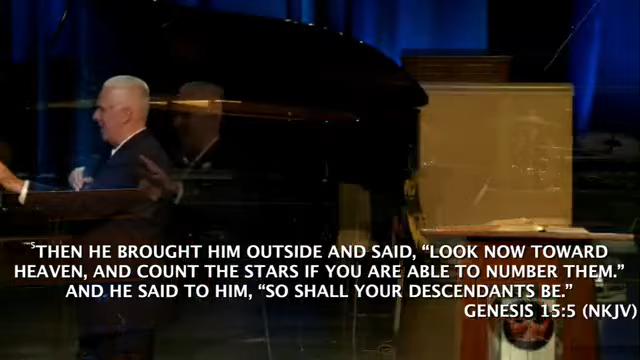 5THEN HE BROUGHT HIM OUTSIDE AND SAID, “LOOK NOW TOWARD
HEAVEN, AND COUNT THE STARS IF YOU ARE ABLE TO NUMBER THEM.”
AND HE SAID TO HIM, “SO SHALL YOUR DESCENDANTS BE.”
GENESIS 15:5 (NKJV)